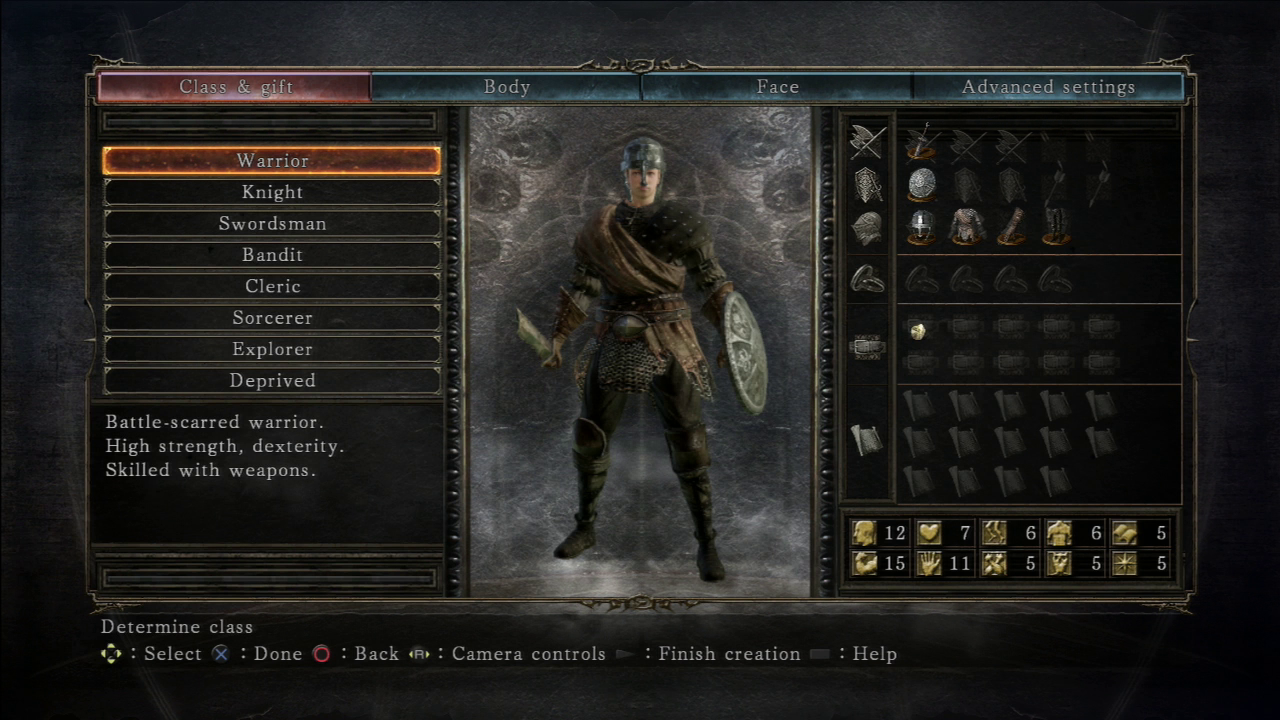 Class & gift Body Face Advanced settings
Warrior
Knight
Swordsman
Bandit
Cleric
Sorcerer
Explorer
Deprived
Battle-scarred warrior.
High strength, dexterity.
Skilled with weapons.
12 7 6 6 5
15 11 5 5 5
Determine class
: Select : Done : Back R : Camera controls : Finish creation : Help